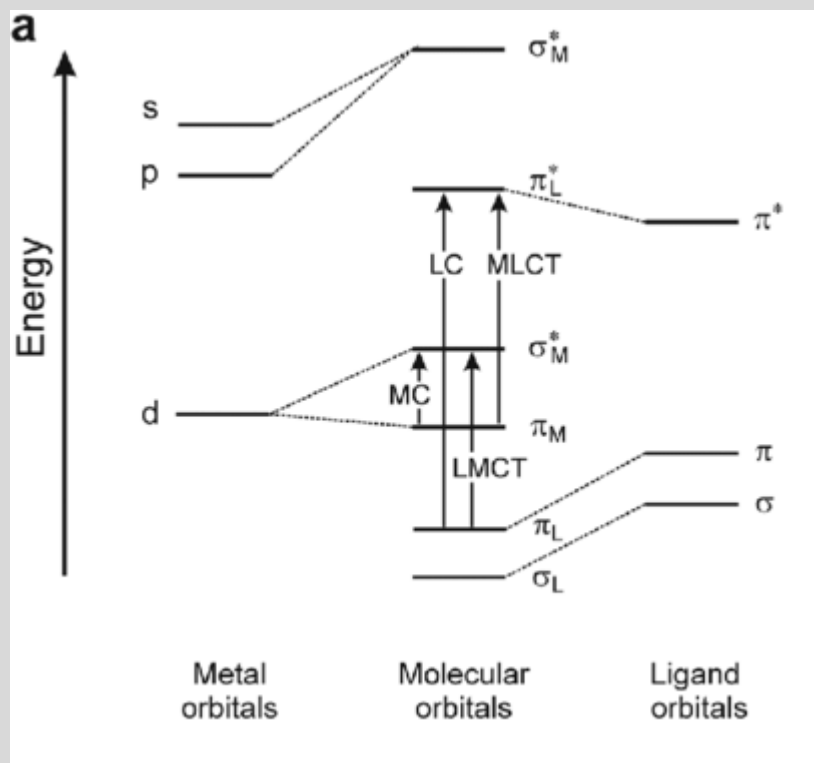 a
σ*M
s
p
π*L
π*
LC MLCT
Energy
σ*M
MC
d
πM
π
LMCT
σ
πL
σL
Metal orbitals
Molecular orbitals
Ligand orbitals